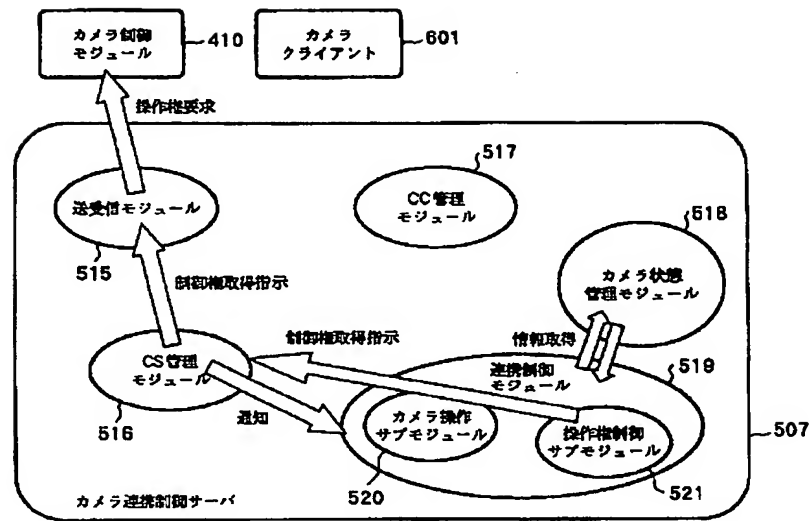 カメラ制御
モジュール
410
カメラ
クライアント
601
操作権要求
517
送受信モジュール
CC管理
モジュール
518
515
カメラ状態
管理モジュール
制御権取得指示
制御権取得指示
情報取得
CS管理
モジュール
連携制御
モジュール
519
516
通知
カメラ操作
サブモジュール
操作権制御
サブモジュール
507
520
521
カメラ連携制御サーバ